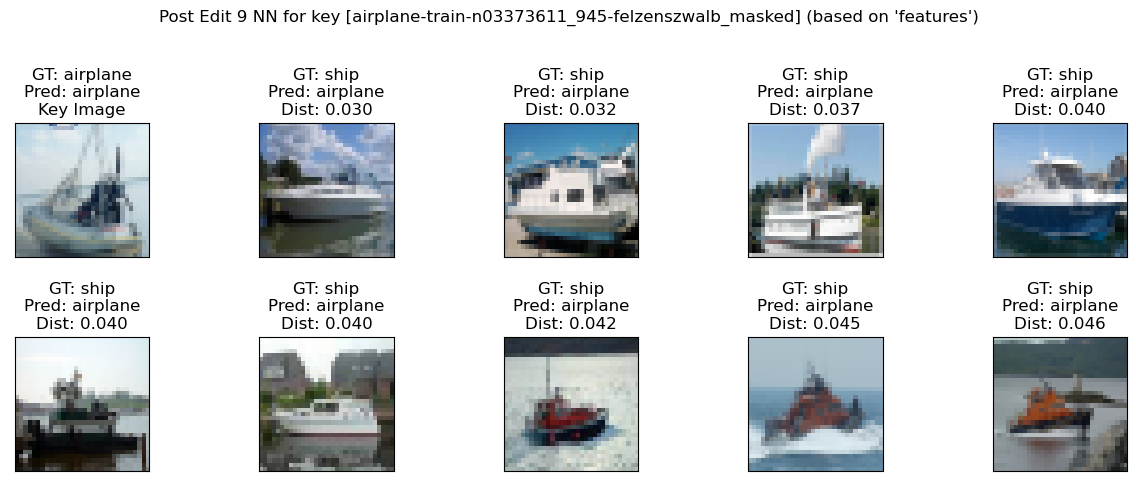 Post Edit 9 NN for key [airplane-train-n03373611_945-felzenszwalb_masked] (based on 'features')
GT: airplane
Pred: airplane
Key Image
GT: ship
Pred: airplane
Dist: 0.030
GT: ship
Pred: airplane
Dist: 0.032
GT: ship
Pred: airplane
Dist: 0.037
GT: ship
Pred: airplane
Dist: 0.040
GT: ship
Pred: airplane
Dist: 0.040
GT: ship
Pred: airplane
Dist: 0.040
GT: ship
Pred: airplane
Dist: 0.042
GT: ship
Pred: airplane
Dist: 0.045
GT: ship
Pred: airplane
Dist: 0.046